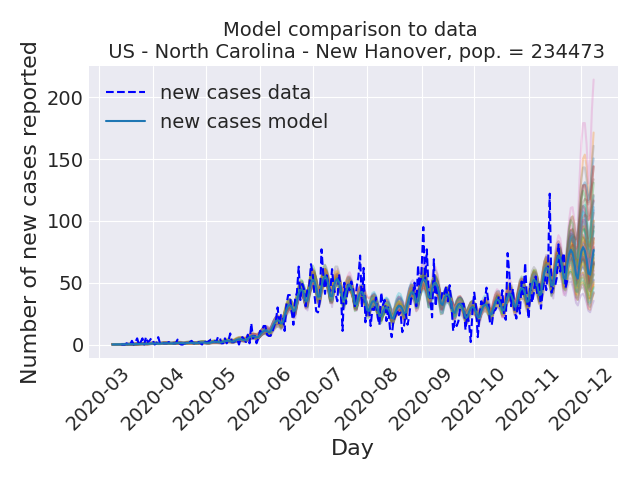 Model comparison to data
US - North Carolina - New Hanover, pop. = 234473
new cases data
new cases model
Number of new cases reported
200
150
100
50
0
2020-03
2020-04
2020-05
2020-06
2020-07
2020-08
2020-09
2020-10
2020-11
2020-12
Day